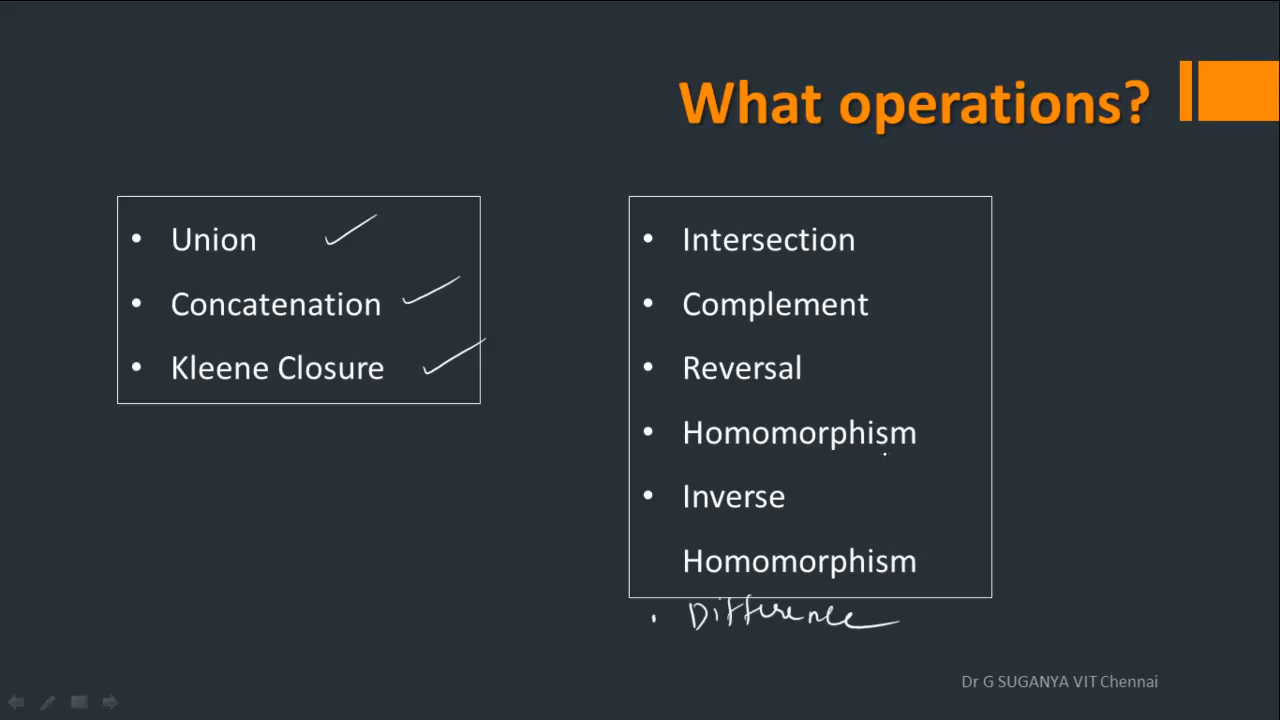 What operations?
• Union
• Concatenation
• Kleene Closure
• Intersection
• Complement
• Reversal
• Homomorphism
• Inverse
Homomorphism
• Difference
Dr G SUGANYA VIT Chennai